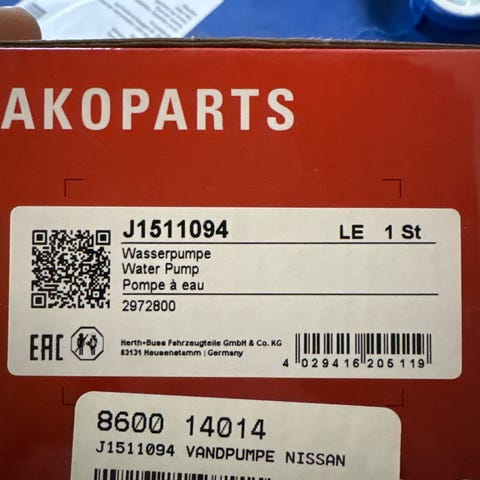 AKOPARTS
J1511094 LE 1 St
Wasserpumpe
Water Pump
Pompe à eau
2972800
EAC
Herth+Buss Fahrzeugteile GmbH & Co. KG
63131 Heusenstamm | Germany
4 029416 205119
8600 14014
J1511094 VANDPUMPE NISSAN